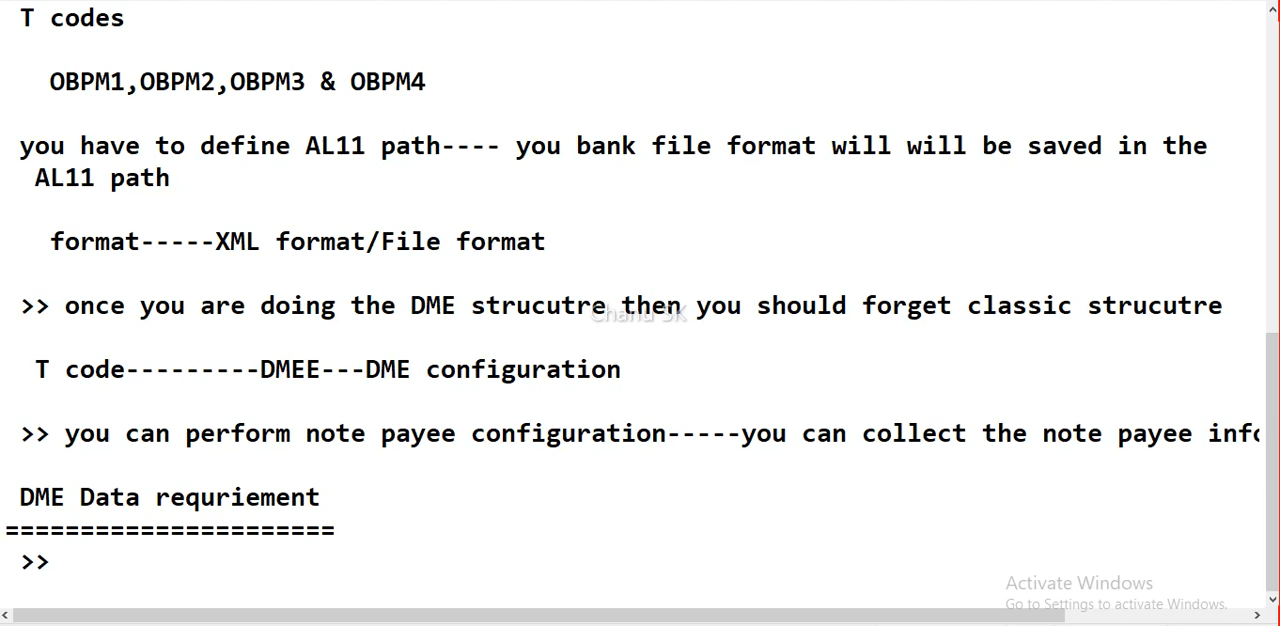 T codes
OBPM1,OBPM2,OBPM3 & OBPM4
you have to define AL11 path---- you bank file format will will be saved in the
AL11 path
format-----XML format/File format
>> once you are doing the DME strucutre then you should forget classic strucutre
Chanu SK
T code---------DMEE---DME configuration
>> you can perform note payee configuration-----you can collect the note payee info
DME Data requriement
======================
>>
Activate Windows
Go to Settings to activate Windows.